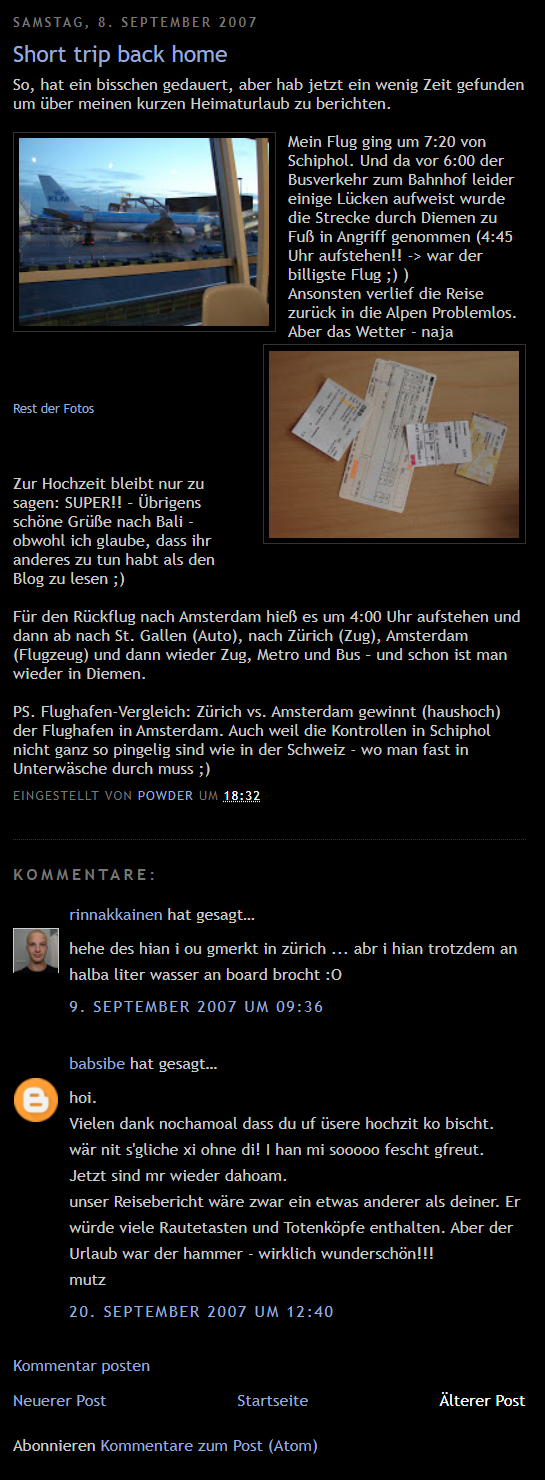 SAMSTAG, 8. SEPTEMBER 2007
Short trip back home
So, hat ein bisschen gedauert, aber hab jetzt ein wenig Zeit gefunden
um über meinen kurzen Heimaturlaub zu berichten.
KLM
Mein Flug ging um 7:20 von
Schiphol. Und da vor 6:00 der
Busverkehr zum Bahnhof leider
einige Lücken aufweist wurde
die Strecke durch Diemen zu
Fuß in Angriff genommen (4:45
Uhr aufstehen!! -> war der
billigste Flug ;) )
Ansonsten verlief die Reise
zurück in die Alpen Problemlos.
Aber das Wetter - naja
Rest der Fotos
Zur Hochzeit bleibt nur zu
sagen: SUPER!! – Übrigens
schöne Grüße nach Bali -
obwohl ich glaube, dass ihr
anderes zu tun habt als den
Blog zu lesen ;)
Für den Rückflug nach Amsterdam hieß es um 4:00 Uhr aufstehen und
dann ab nach St. Gallen (Auto), nach Zürich (Zug), Amsterdam
(Flugzeug) und dann wieder Zug, Metro und Bus – und schon ist man
wieder in Diemen.
PS. Flughafen-Vergleich: Zürich vs. Amsterdam gewinnt (haushoch)
der Flughafen in Amsterdam. Auch weil die Kontrollen in Schiphol
nicht ganz so pingelig sind wie in der Schweiz - wo man fast in
Unterwäsche durch muss ;)
EINGESTELLT VON POWDER UM 18:32
KOMMENTARE:
rinnakkainen hat gesagt…
hehe des hian i ou gmerkt in zürich ... abr i hian trotzdem an
halba liter wasser an board brocht :O
9. SEPTEMBER 2007 UM 09:36
babsibe hat gesagt…
hoi.
Vielen dank nochamoal dass du uf üsere hochzit ko bischt.
wär nit s'gliche xi ohne di! I han mi sooooo fescht gfreut.
Jetzt sind mr wieder dahoam.
unser Reisebericht wäre zwar ein etwas anderer als deiner. Er
würde viele Rautetasten und Totenköpfe enthalten. Aber der
Urlaub war der hammer - wirklich wunderschön!!!
mutz
20. SEPTEMBER 2007 UM 12:40
Kommentar posten
Neuerer Post Startseite Älterer Post
Abonnieren Kommentare zum Post (Atom)